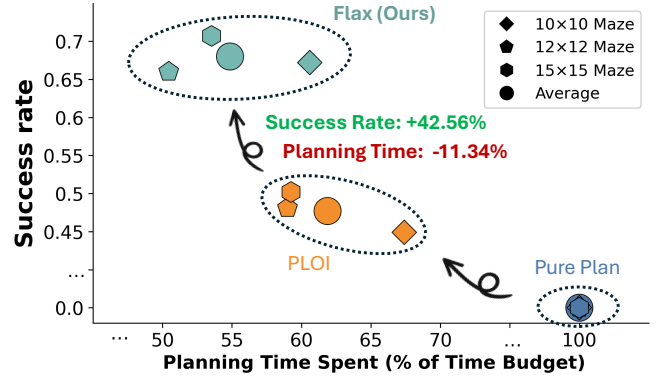 Flax (Ours)
10×10 Maze
12×12 Maze
15×15 Maze
Average
Success Rate: +42.56%
Planning Time: -11.34%
PLOI
Pure Plan
Success rate
0.7
0.65
0.6
0.55
0.5
0.45
...
0.0
... 50 55 60 65 70 ... 100
Planning Time Spent (% of Time Budget)